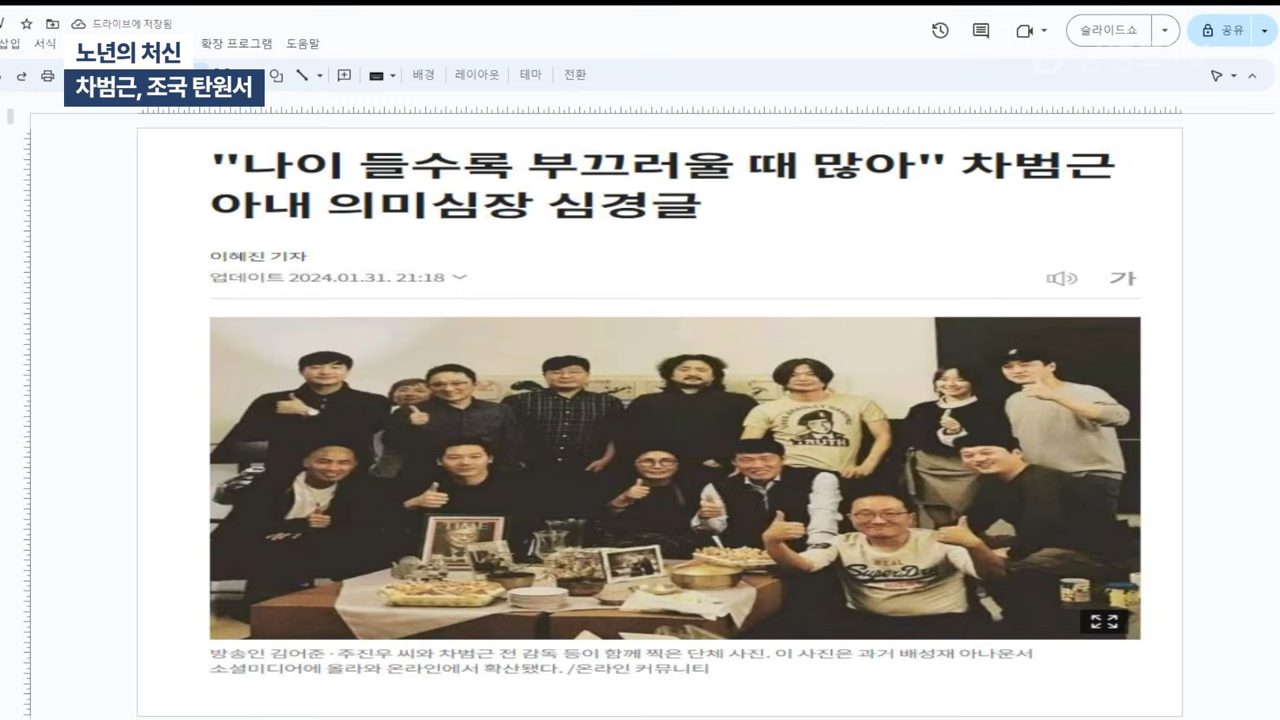 드라이브에 저장됨
삽입 서식 확장 프로그램 도움말
슬라이드쇼
공유
노년의 처신
차범근, 조국 탄원서
배경 레이아웃 테마 전환
"나이 들수록 부끄러울 때 많아" 차범근
아내 의미심장 심경글
이혜진 기자
업데이트 2024.01.31. 21:18
가
TRUTH
REAL
SuperDry
방송인 김어준·주진우 씨와 차범근 전 감독 등이 함께 찍은 단체 사진. 이 사진은 과거 배성재 아나운서
소셜미디어에 올라와 온라인에서 확산됐다. /온라인 커뮤니티